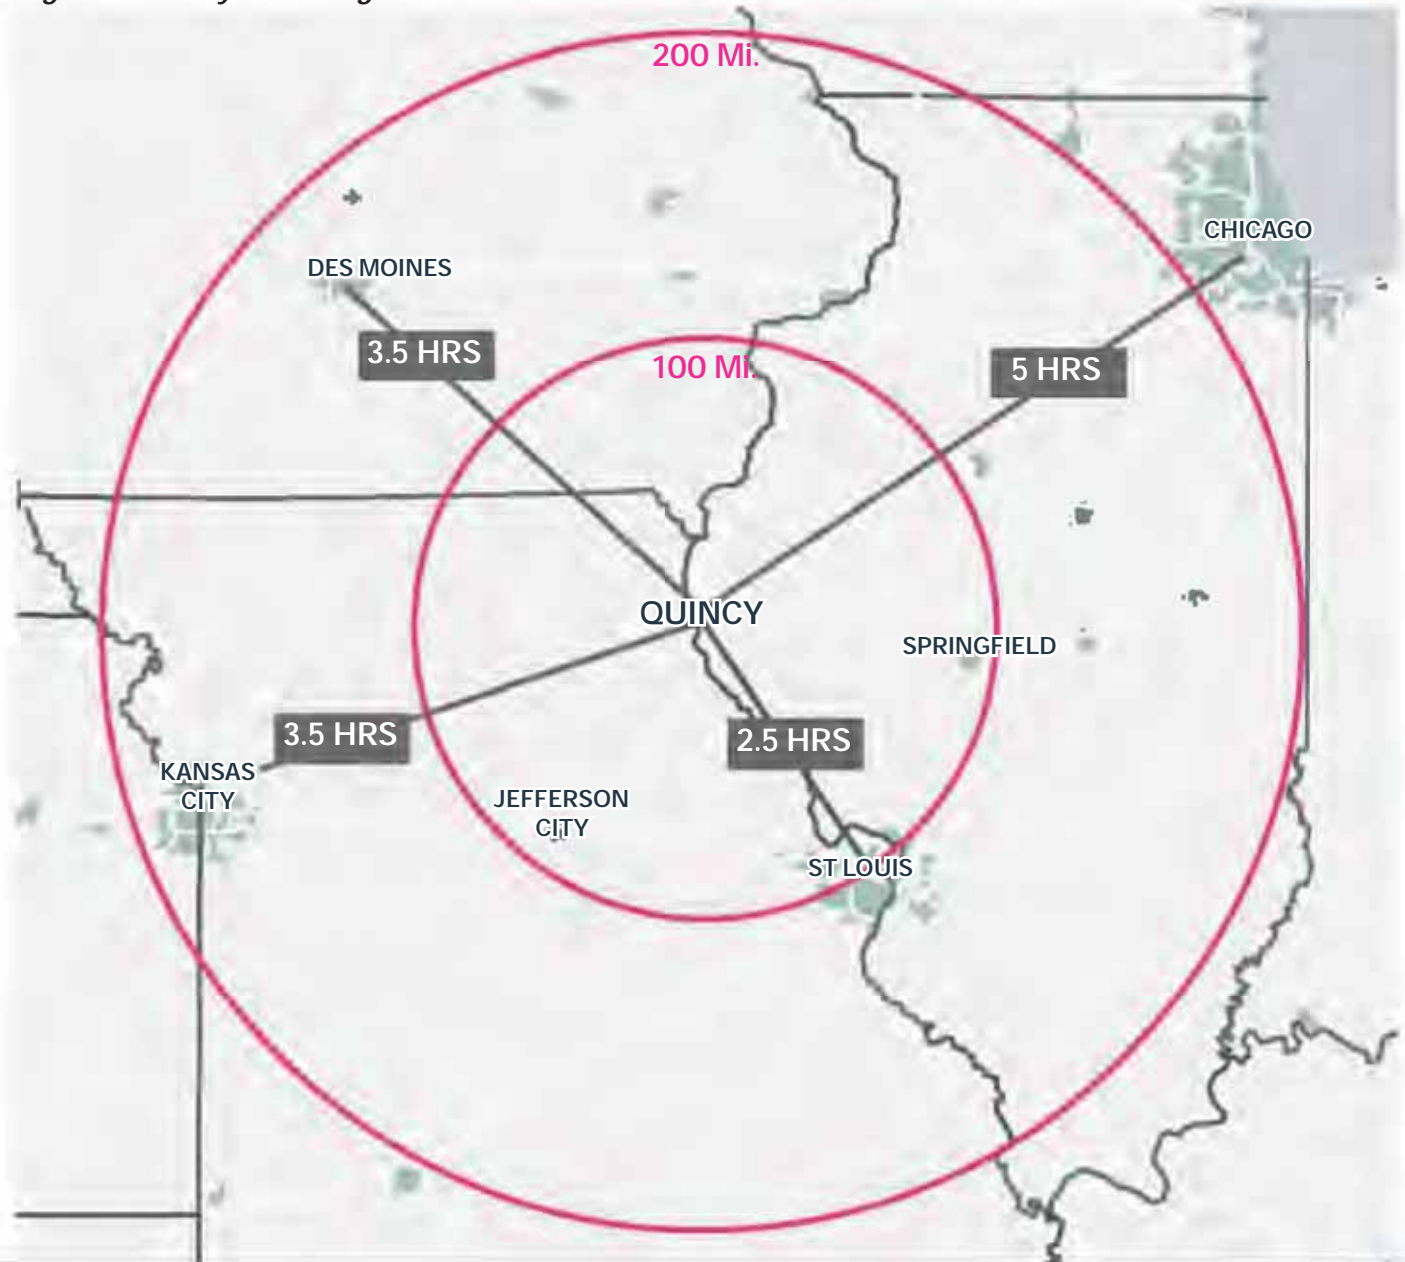 200 Mi.
CHICAGO
DES MOINES
3.5 HRS
100 Mi.
5 HRS
QUINCY
SPRINGFIELD
3.5 HRS
2.5 HRS
KANSAS
CITY
JEFFERSON
CITY
ST LOUIS